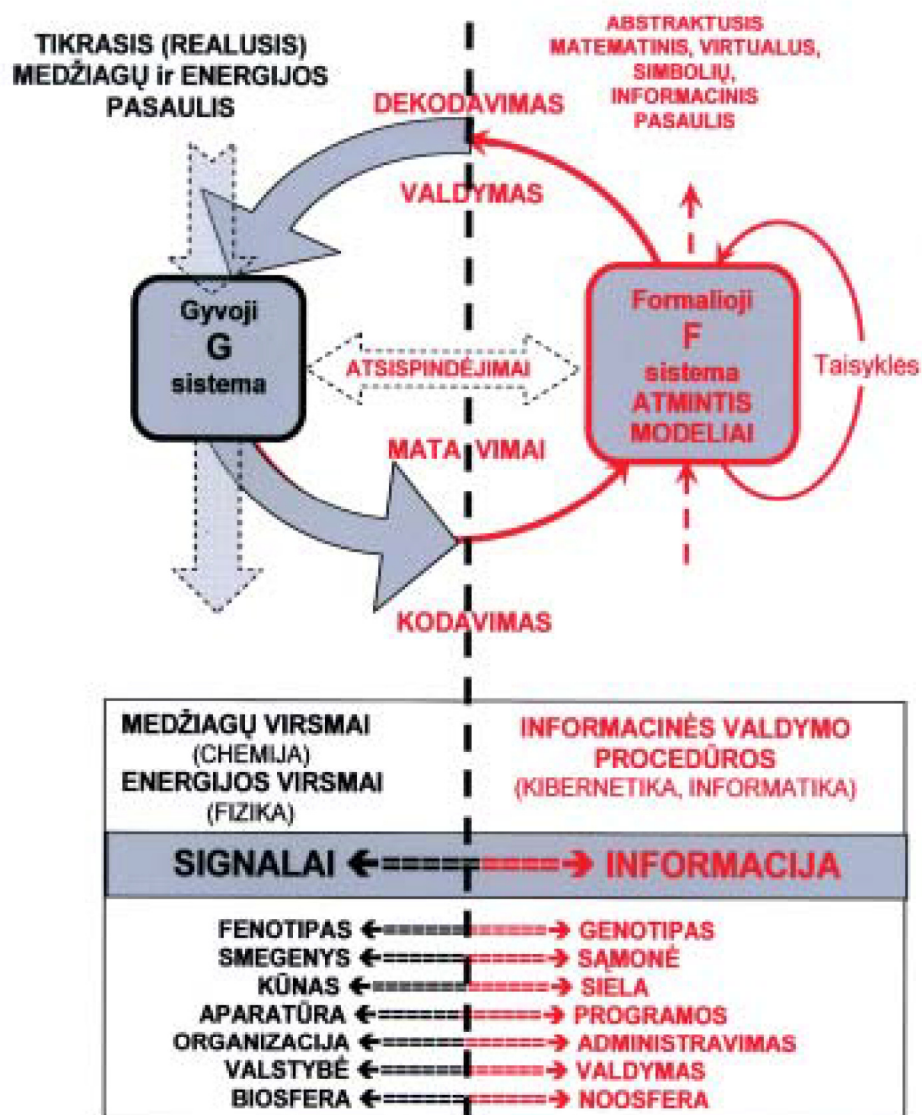 TIKRASIS (REALUSIS)
MEDŽIAGŲ ir ENERGIJOS
PASAULIS
ABSTRAKTUSIS
MATEMATINIS, VIRTUALUS,
SIMBOLIŲ,
INFORMACINIS
PASAULIS
DEKODAVIMAS
VALDYMAS
Gyvoji
G
sistema
ATSISPINDĖJIMAI
Formalioji
F
sistema
ATMINTIS
MODELIAI
Taisyklės
MATA VIMAI
KODAVIMAS
MEDŽIAGŲ VIRSMAI
(CHEMIJA)
ENERGIJOS VIRSMAI
(FIZIKA)
INFORMACINĖS VALDYMO
PROCEDŪROS
(KIBERNETIKA, INFORMATIKA)
SIGNALAI INFORMACIJA
FENOTIPAS GENOTIPAS
SMEGENYS SĄMONĖ
KŪNAS SIELA
APARATŪRA PROGRAMOS
ORGANIZACIJA ADMINISTRAVIMAS
VALSTYBĖ VALDYMAS
BIOSFERA NOOSFERA